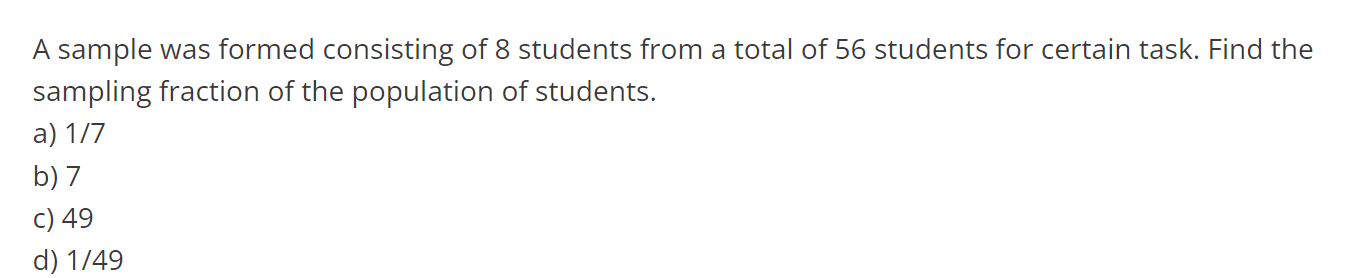 A sample was formed consisting of 8 students from a total of 56 students for certain task. Find the
sampling fraction of the population of students.
a) 1/7
b) 7
c) 49
d) 1/49